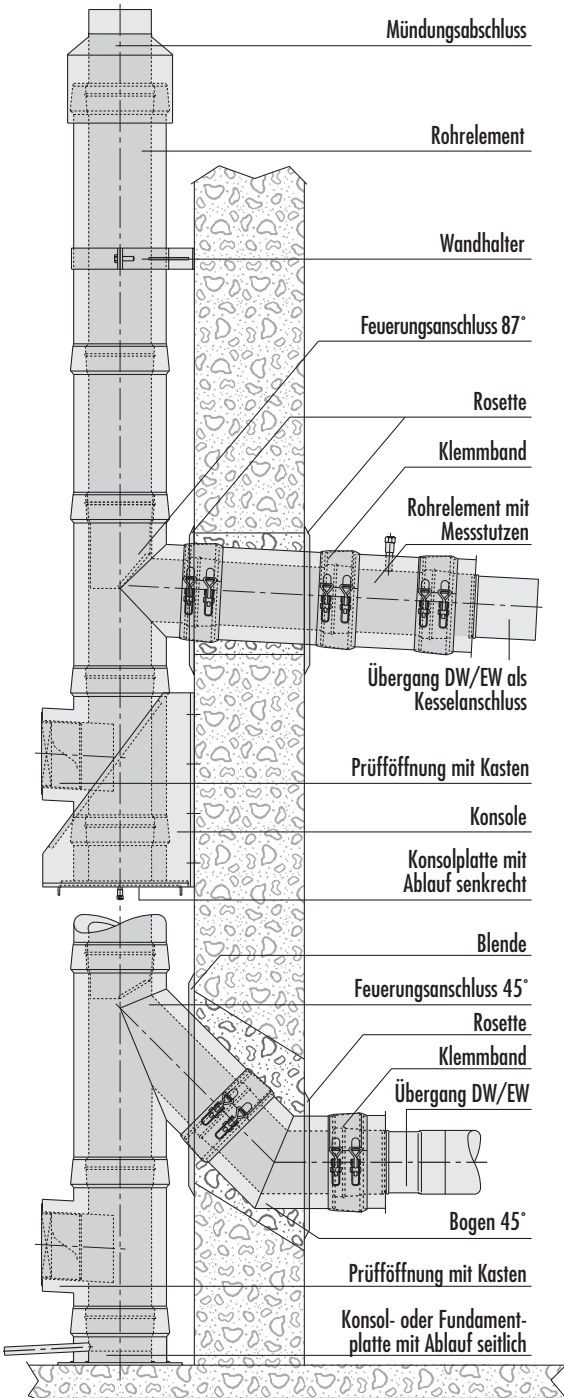 Mündungsabschluss
Rohrelement
Wandhalter
Feuerungsanschluss 87°
Rosette
Klemmband
Rohrelement mit
Messstutzen
Übergang DW/EW als
Kesselanschluss
Prüfföffnung mit Kasten
Konsole
Konsolplatte mit
Ablauf senkrecht
Blende
Feuerungsanschluss 45°
Rosette
Klemmband
Übergang DW/EW
Bogen 45°
Prüfföffnung mit Kasten
Konsol- oder Fundament-
platte mit Ablauf seitlich